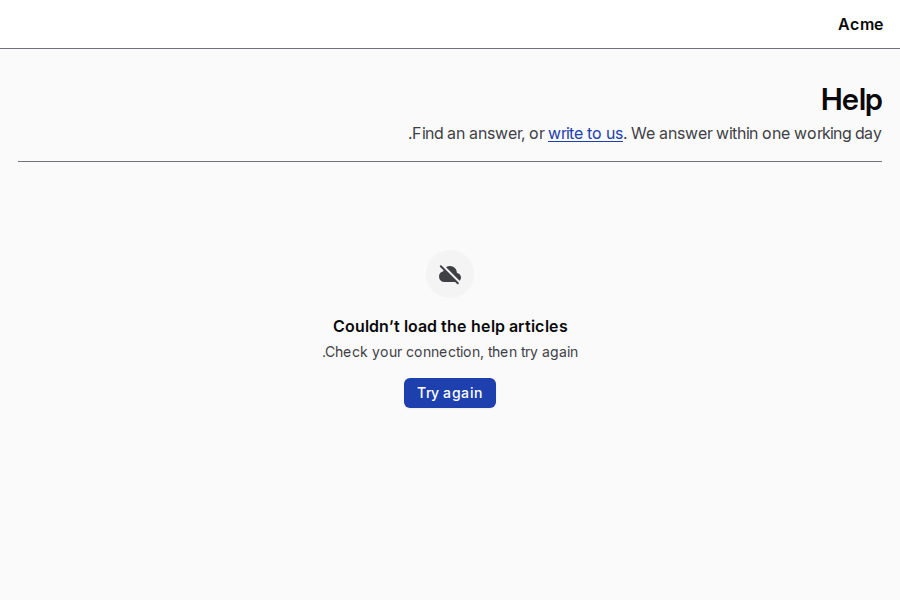 Acme
Help
.Find an answer, or write to us. We answer within one working day
Couldn’t load the help articles
.Check your connection, then try again
Try again